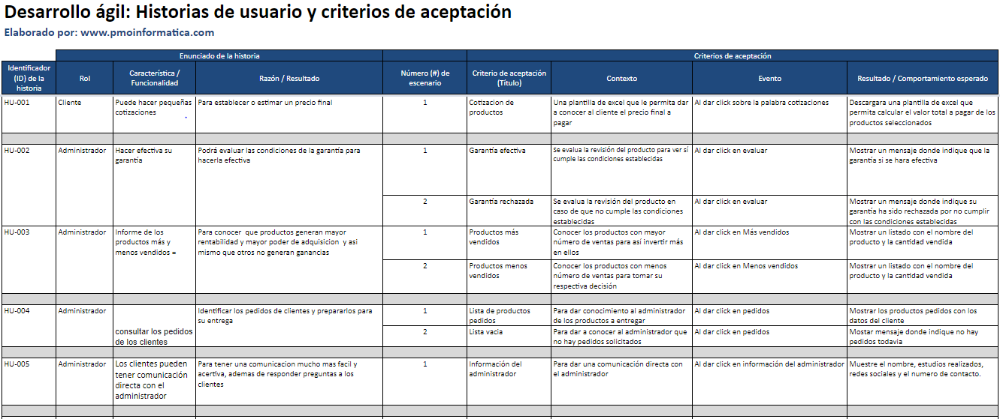 Desarrollo ágil: Historias de usuario y criterios de aceptación
Elaborado por: www.pmoinformatica.com
Enunciado de la historia
Criterios de aceptación
Identificador
(ID) de la
historia
Rol
Característica /
Funcionalidad
Razón / Resultado
Número (#) de
escenario
Criterio de aceptación
(Título)
Contexto
Evento
Resultado / Comportamiento esperado
HU-001
Cliente
Puede hacer pequeñas
cotizaciones
Para establecer o estimar un precio final
1
Cotizacion de
productos
Una plantilla de excel que le permita dar
a conocer al cliente el precio final a
pagar
Al dar click sobre la palabra cotizaciones
Descargara una plantilla de excel que
permita calcular el valor total a pagar de los
productos seleccionados
HU-002
Administrador
Hacer efectiva su
garantía
Podrá evaluar las condiciones de la garantía para
hacerla efectiva
1
Garantía efectiva
Se evalua la revisión del producto para ver sí
cumple las condiciones establecidas
Al dar click en evaluar
Mostrar un mensaje donde indique que la
garantía si se hara efectiva
2
Garantía rechazada
Se evalua la revisión del producto en
caso de que no cumple las condiciones
establecidas
Al dar click en evaluar
Mostrar un mensaje donde indique su
garantía ha sido rechazada por no cumplir
con las condiciones establecidas
HU-003
Administrador
Informe de los
productos más y
menos vendidos =
Para conocer  que productos generan mayor
rentabilidad y mayor poder de adquisicion  y asi
mismo que otros no generan ganancias
1
Productos más
vendidos
Conocer los productos con mayor
número de ventas para así invertir más
en ellos
Al dar click en Más vendidos
Mostrar un listado con el nombre del
producto y la cantidad vendida
2
Productos menos
vendidos
Conocer los productos con menos
número de ventas para tomar su
respectiva decisión
Al dar click en Menos vendidos
Mostrar un listado con el nombre del
producto y la cantidad vendida
HU-004
Administrador
consultar los pedidos
de los clientes
Identificar los pedidos de clientes y prepararlos para
su entrega
1
Lista de productos
pedidos
Para dar conocimiento al administrador
de los productos a entregar
Al dar click en pedidos
Mostrar los productos pedidos con los
datos del cliente
2
Lista vacia
Para dar a conocer al administrador que
no hay pedidos solicitados
Al dar click en pedidos
Mostar mensaje donde indique no hay
pedidos todavia
HU-005
Administrador
Los clientes pueden
tener comunicación
directa con el
administrador
Para tener una comunicacion mucho mas facil y
acertiva, ademas de responder preguntas a los
clientes
1
Información del
administrador
Para dar una comunicación directa con
el administrador
Al dar click en información del administrador
Muestre el nombre, estudios realizados,
redes sociales y el numero de contacto.